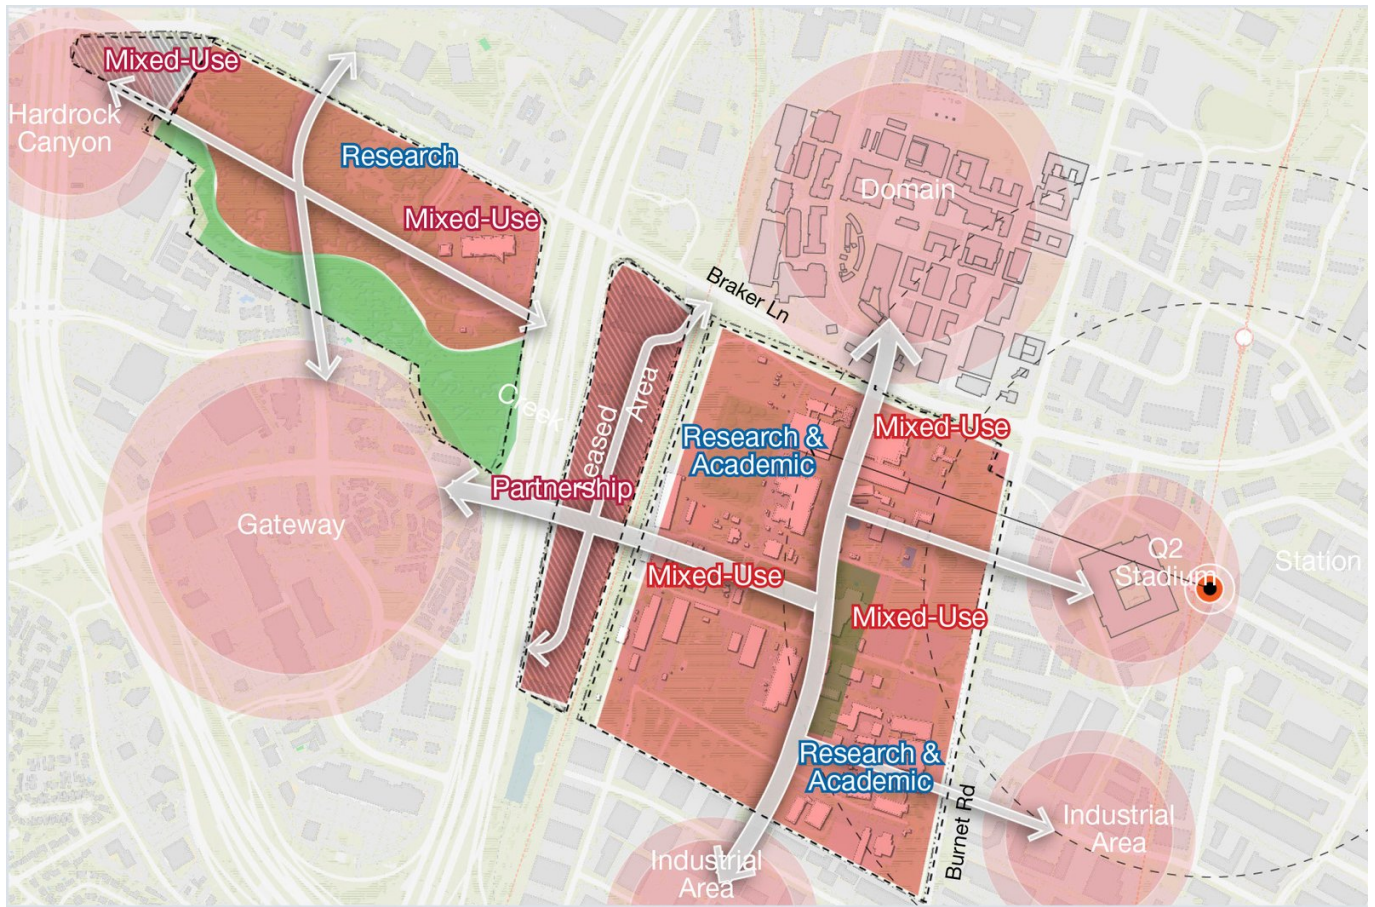 Mixed-Use
Hardrock
Canyon
Research
Mixed-Use
Domain
Braker Ln
Creek
Leased
Area
Mixed-Use
Research &
Academic
Partnership
Gateway
Q2
Stadium
Station
Mixed-Use
Mixed-Use
Research &
Academic
Burnet Rd
Industrial
Area
Industrial
Area